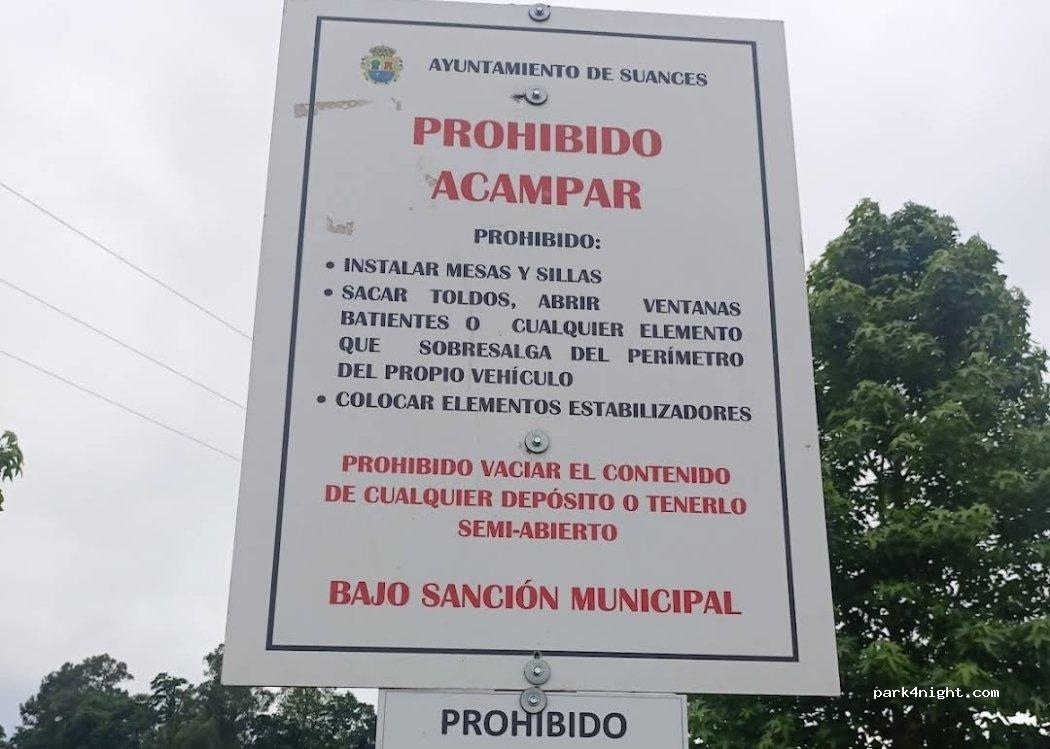 AYUNTAMIENTO DE SUANCES
PROHIBIDO
ACAMPAR
PROHIBIDO:
• INSTALAR MESAS Y SILLAS
• SACAR TOLDOS, ABRIR VENTANAS
BATIENTES O CUALQUIER ELEMENTO
QUE SOBRESALGA DEL PERÍMETRO
DEL PROPIO VEHÍCULO
• COLOCAR ELEMENTOS ESTABILIZADORES
PROHIBIDO VACIAR EL CONTENIDO
DE CUALQUIER DEPÓSITO O TENERLO
SEMI-ABIERTO
BAJO SANCIÓN MUNICIPAL
PROHIBIDO
park4night.com